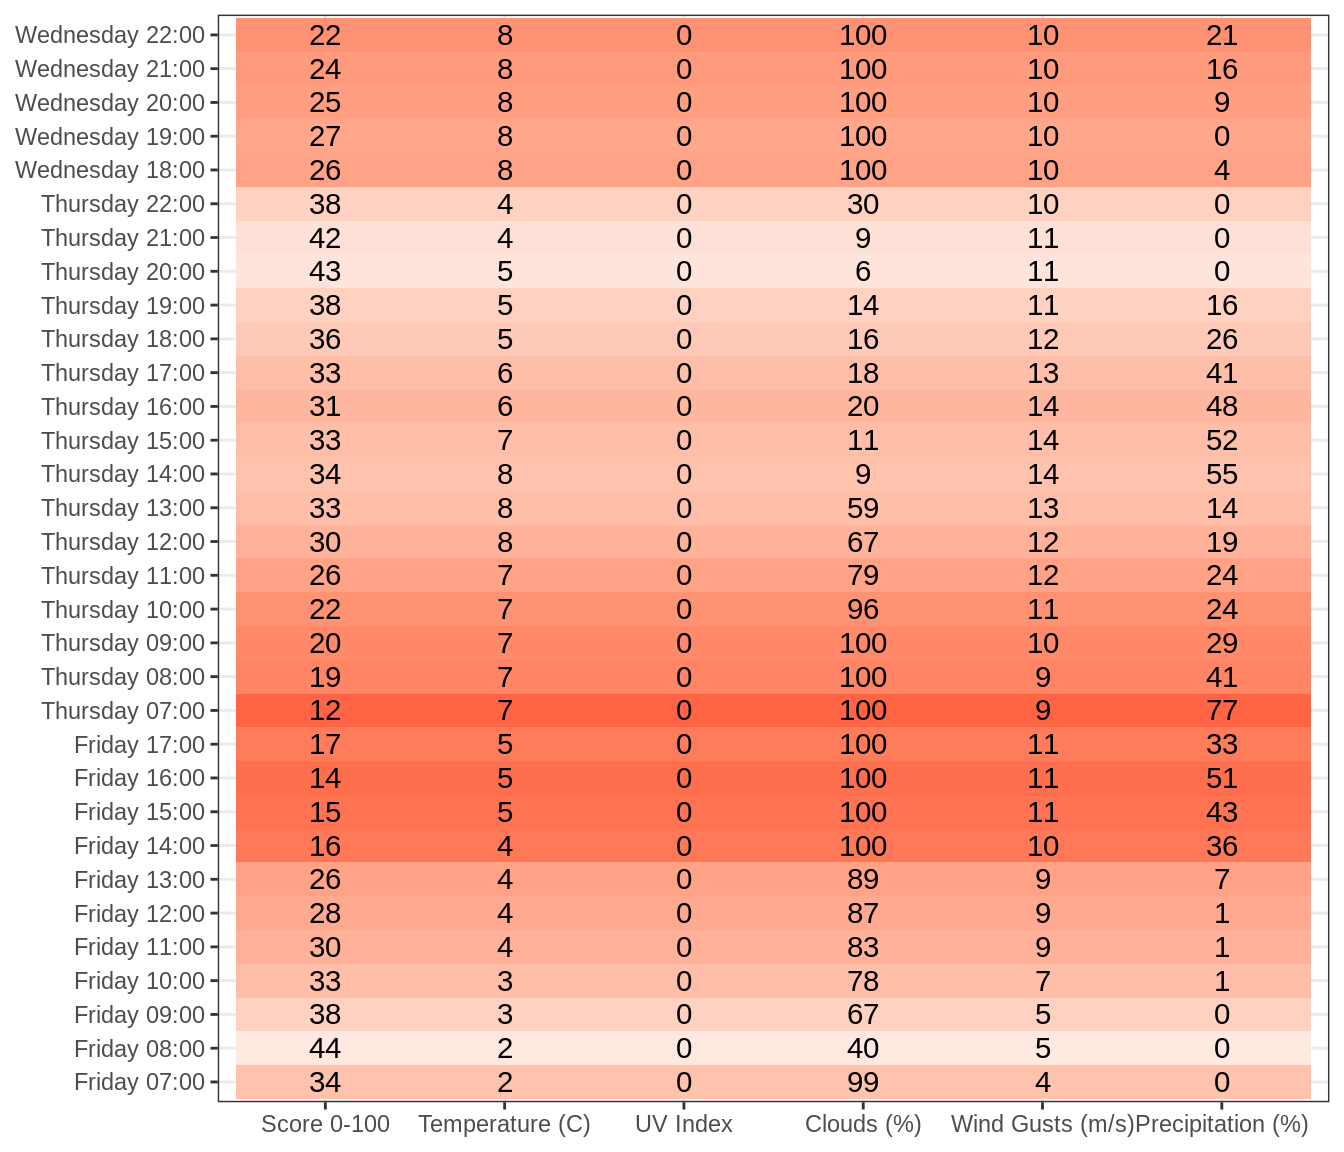 Wednesday 22:00 22 8 0 100 10 21
Wednesday 21:00 24 8 0 100 10 16
Wednesday 20:00 25 8 0 100 10 9
Wednesday 19:00 27 8 0 100 10 0
Wednesday 18:00 26 8 0 100 10 4
Thursday 22:00 38 4 0 30 10 0
Thursday 21:00 42 4 0 9 11 0
Thursday 20:00 43 5 0 6 11 0
Thursday 19:00 38 5 0 14 11 16
Thursday 18:00 36 5 0 16 12 26
Thursday 17:00 33 6 0 18 13 41
Thursday 16:00 31 6 0 20 14 48
Thursday 15:00 33 7 0 11 14 52
Thursday 14:00 34 8 0 9 14 55
Thursday 13:00 33 8 0 59 13 14
Thursday 12:00 30 8 0 67 12 19
Thursday 11:00 26 7 0 79 12 24
Thursday 10:00 22 7 0 96 11 24
Thursday 09:00 20 7 0 100 10 29
Thursday 08:00 19 7 0 100 9 41
Thursday 07:00 12 7 0 100 9 77
Friday 17:00 17 5 0 100 11 33
Friday 16:00 14 5 0 100 11 51
Friday 15:00 15 5 0 100 11 43
Friday 14:00 16 4 0 100 10 36
Friday 13:00 26 4 0 89 9 7
Friday 12:00 28 4 0 87 9 1
Friday 11:00 30 4 0 83 9 1
Friday 10:00 33 3 0 78 7 1
Friday 09:00 38 3 0 67 5 0
Friday 08:00 44 2 0 40 5 0
Friday 07:00 34 2 0 99 4 0
Score 0-100 Temperature (C) UV Index Clouds (%) Wind Gusts (m/s) Precipitation (%)